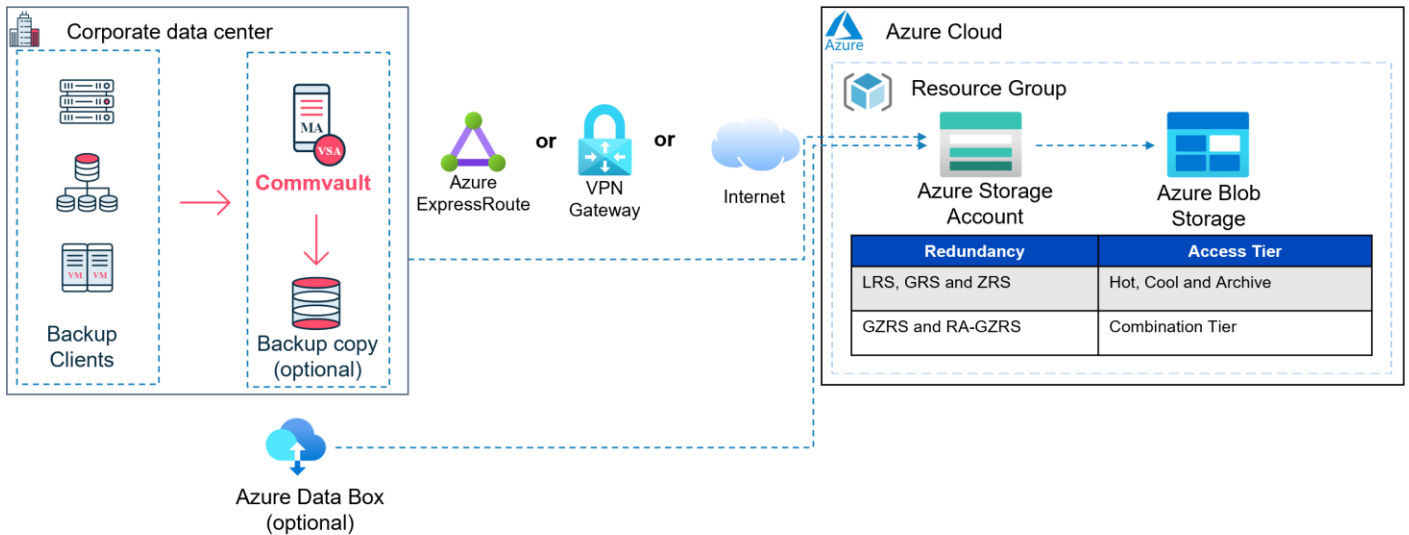 Corporate data center
MA
VSA
Commvault
VM VM
Backup
Clients
Backup copy
(optional)
Azure
ExpressRoute
or
VPN
Gateway
or
Internet
Azure
Azure Cloud
Resource Group
Azure Storage
Account
Azure Blob
Storage
Redundancy
Access Tier
LRS, GRS and ZRS
Hot, Cool and Archive
GZRS and RA-GZRS
Combination Tier
Azure Data Box
(optional)